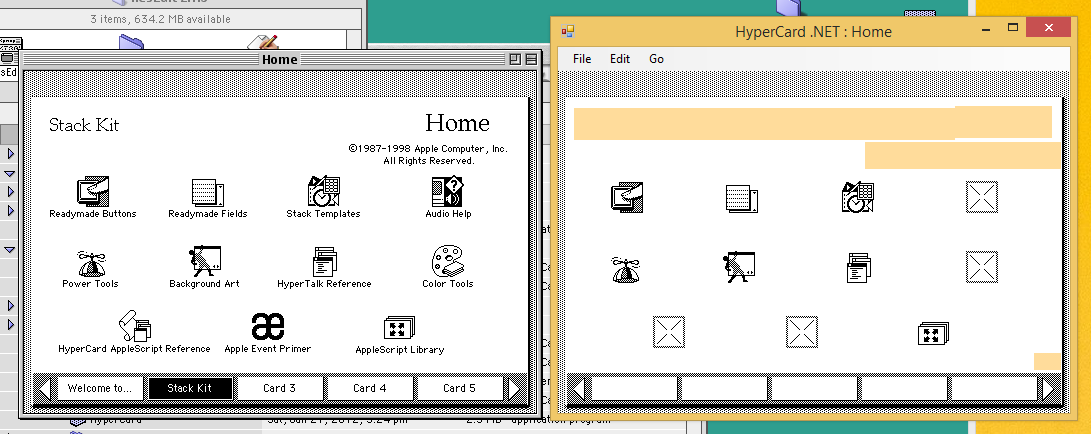 3 items, 634.2 MB available
Home
Stack Kit
Home
©1987-1998 Apple Computer, Inc.
All Rights Reserved.
Readymade Buttons
Readymade Fields
Stack Templates
Audio Help
Power Tools
Background Art
HyperTalk Reference
Color Tools
HyperCard AppleScript Reference
Apple Event Primer
AppleScript Library
Welcome to...
Stack Kit
Card 3
Card 4
Card 5
HyperCard .NET : Home
File
Edit
Go